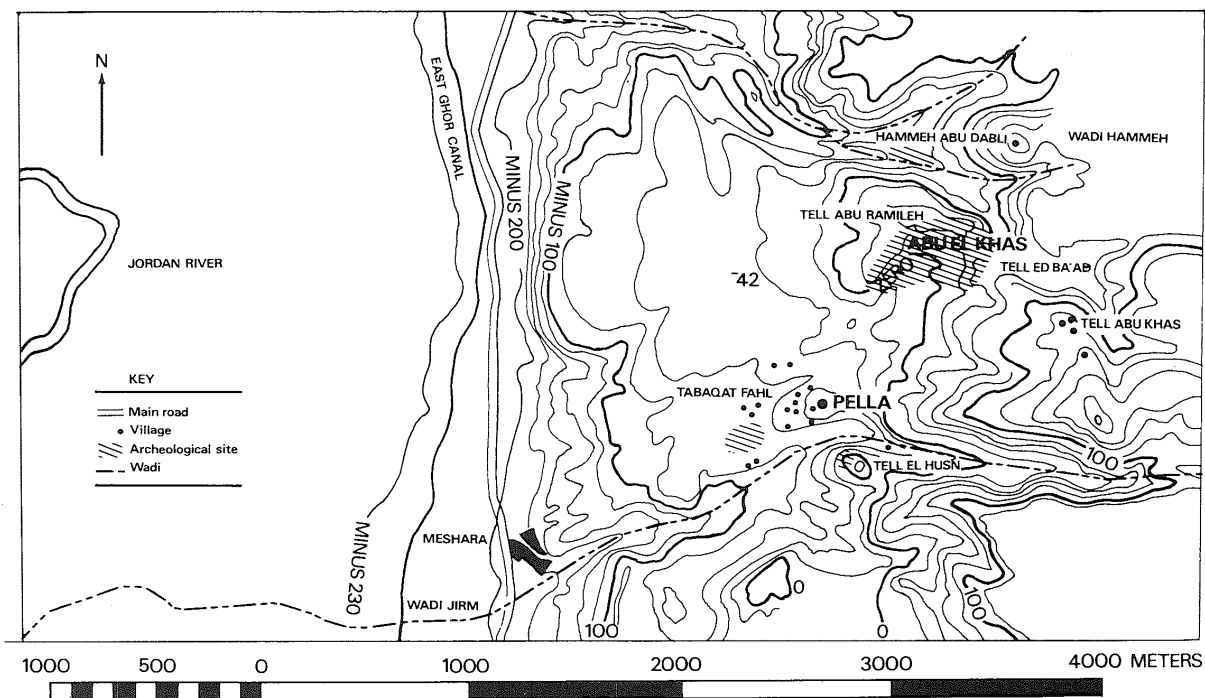 N
EAST GHOR CANAL
MINUS 200
MINUS 100
HAMMEH ABU DABLI
WADI HAMMEH
TELL ABU RAMILEH
ABU EL KHAS
ZERO
TELL ED BA'AD
JORDAN RIVER
-42
TELL ABU KHAS
KEY
Main road
Village
Archeological site
Wadi
TABAQAT FAHL
PELLA
100
TELL EL HUSN
MINUS 230
MESHARA
WADI JIRM
100
0
0
100
1000 500 0 1000 2000 3000 4000 METERS